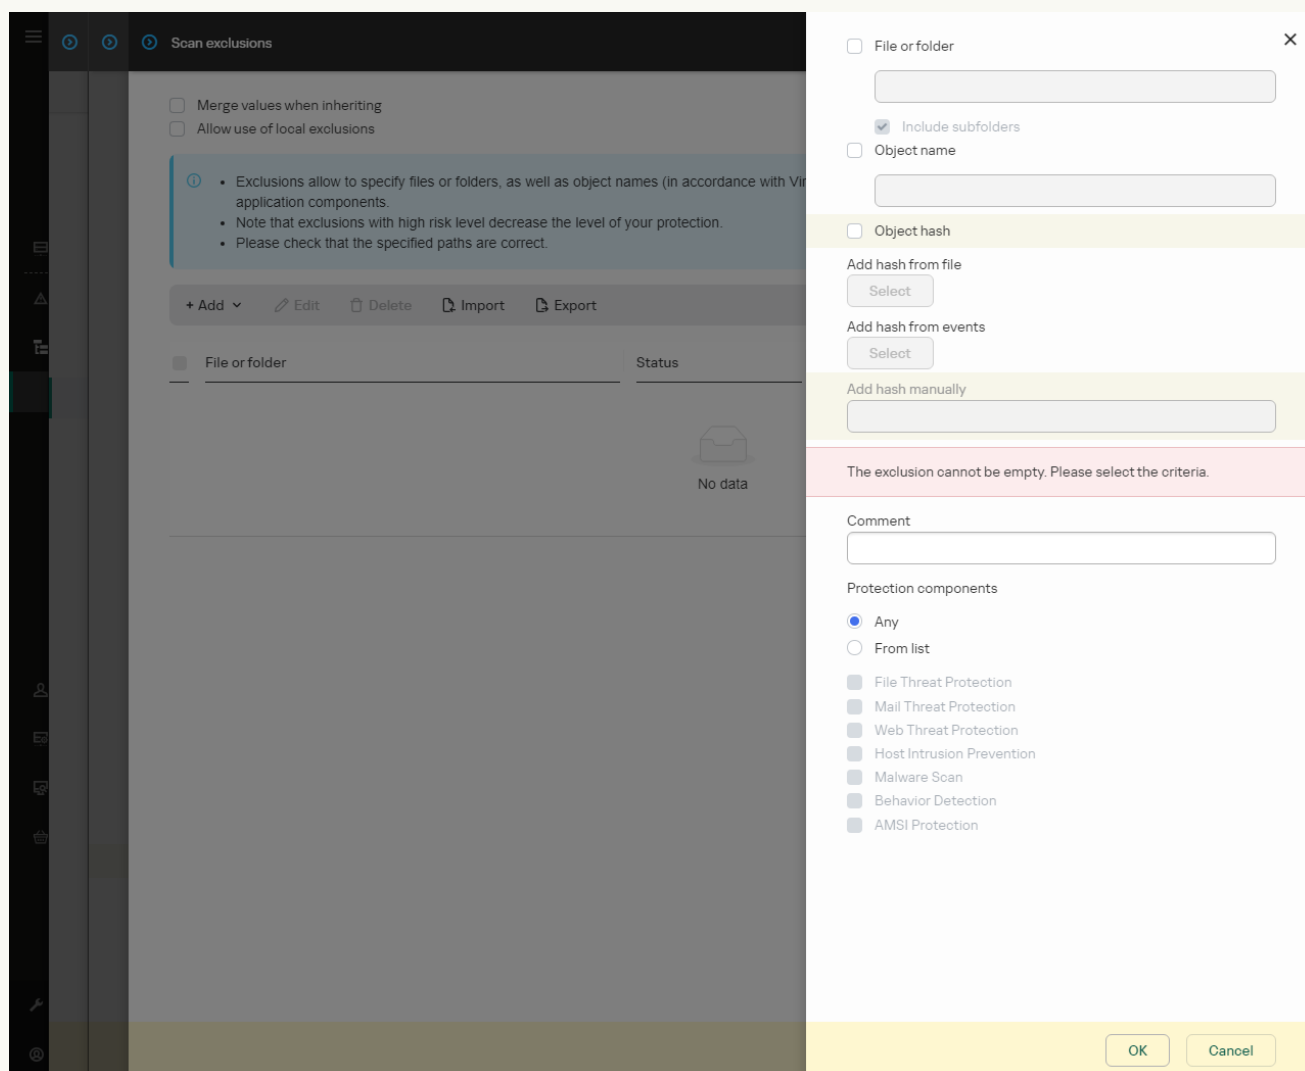 Scan exclusions
Merge values when inheriting
Allow use of local exclusions
Exclusions allow to specify files or folders, as well as object names (in accordance with Vir
application components.
Note that exclusions with high risk level decrease the level of your protection.
Please check that the specified paths are correct.
+ Add Edit Delete Import Export
File or folder Status
No data
File or folder
Include subfolders
Object name
Object hash
Add hash from file
Select
Add hash from events
Select
Add hash manually
The exclusion cannot be empty. Please select the criteria.
Comment
Protection components
Any
From list
File Threat Protection
Mail Threat Protection
Web Threat Protection
Host Intrusion Prevention
Malware Scan
Behavior Detection
AMSI Protection
OK Cancel